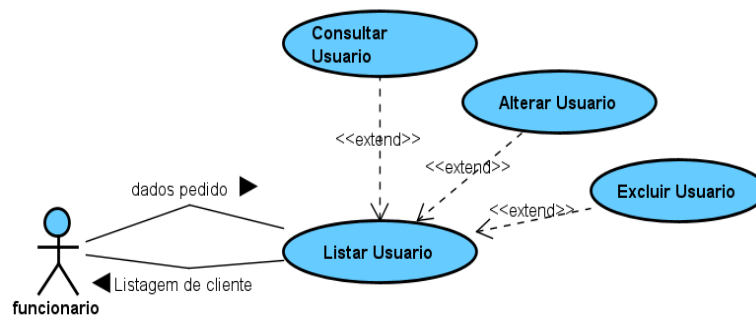 Consultar
Usuario
Alterar Usuario
<<extend>>
<<extend>>
Excluir Usuario
dados pedido
<<extend>>
Listar Usuario
Listagem de cliente
funcionario